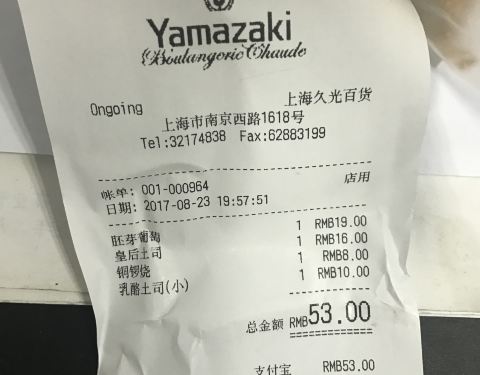 Yamazaki
Boulangerie Chaude
Ongoing 上海久光百货
上海市南京西路1618号
Tel:32174838 Fax:62883199
帐单: 001-000964 店用
日期: 2017-08-23 19:57:51
胚芽葡萄 1 RMB19.00
皇后土司 1 RMB16.00
铜锣烧 1 RMB8.00
乳酪土司(小) 1 RMB10.00
总金额 RMB53.00
支付宝 RMB53.00